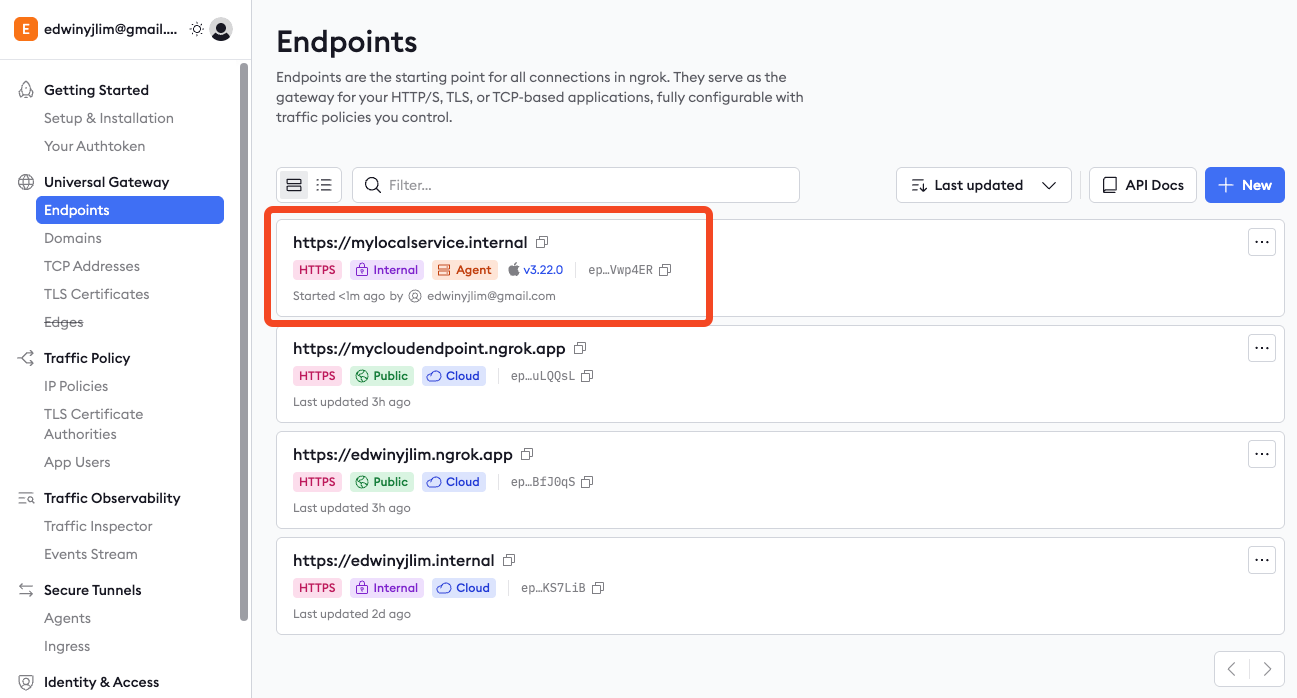 E edwinyjlim@gmail....
Getting Started
Setup & Installation
Your Authtoken
Universal Gateway
Endpoints
Domains
TCP Addresses
TLS Certificates
Edges
Traffic Policy
IP Policies
TLS Certificate
Authorities
App Users
Traffic Observability
Traffic Inspector
Events Stream
Secure Tunnels
Agents
Ingress
Identity & Access
Endpoints
Endpoints are the starting point for all connections in ngrok. They serve as the
gateway for your HTTP/S, TLS, or TCP-based applications, fully configurable with
traffic policies you control.
Filter... Last updated API Docs New
https://mylocalservice.internal
HTTPS Internal Agent v3.22.0 ep…Vwp4ER
Started <1m ago by edwinyjlim@gmail.com
https://mycloudendpoint.ngrok.app
HTTPS Public Cloud ep…uLQQsL
Last updated 3h ago
https://edwinyjlim.ngrok.app
HTTPS Public Cloud ep…BfJ0qS
Last updated 3h ago
https://edwinyjlim.internal
HTTPS Internal Cloud ep…KS7LiB
Last updated 2d ago